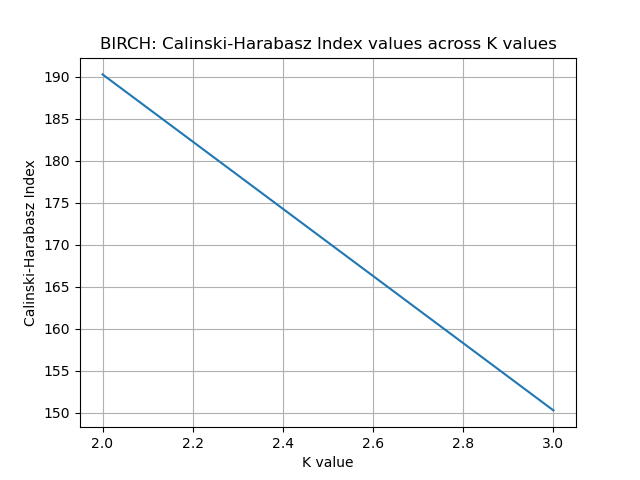 BIRCH: Calinski-Harabasz Index values across K values
190
185
180
175
170
165
160
155
150
Calinski-Harabasz Index
2.0 2.2 2.4 2.6 2.8 3.0
K value